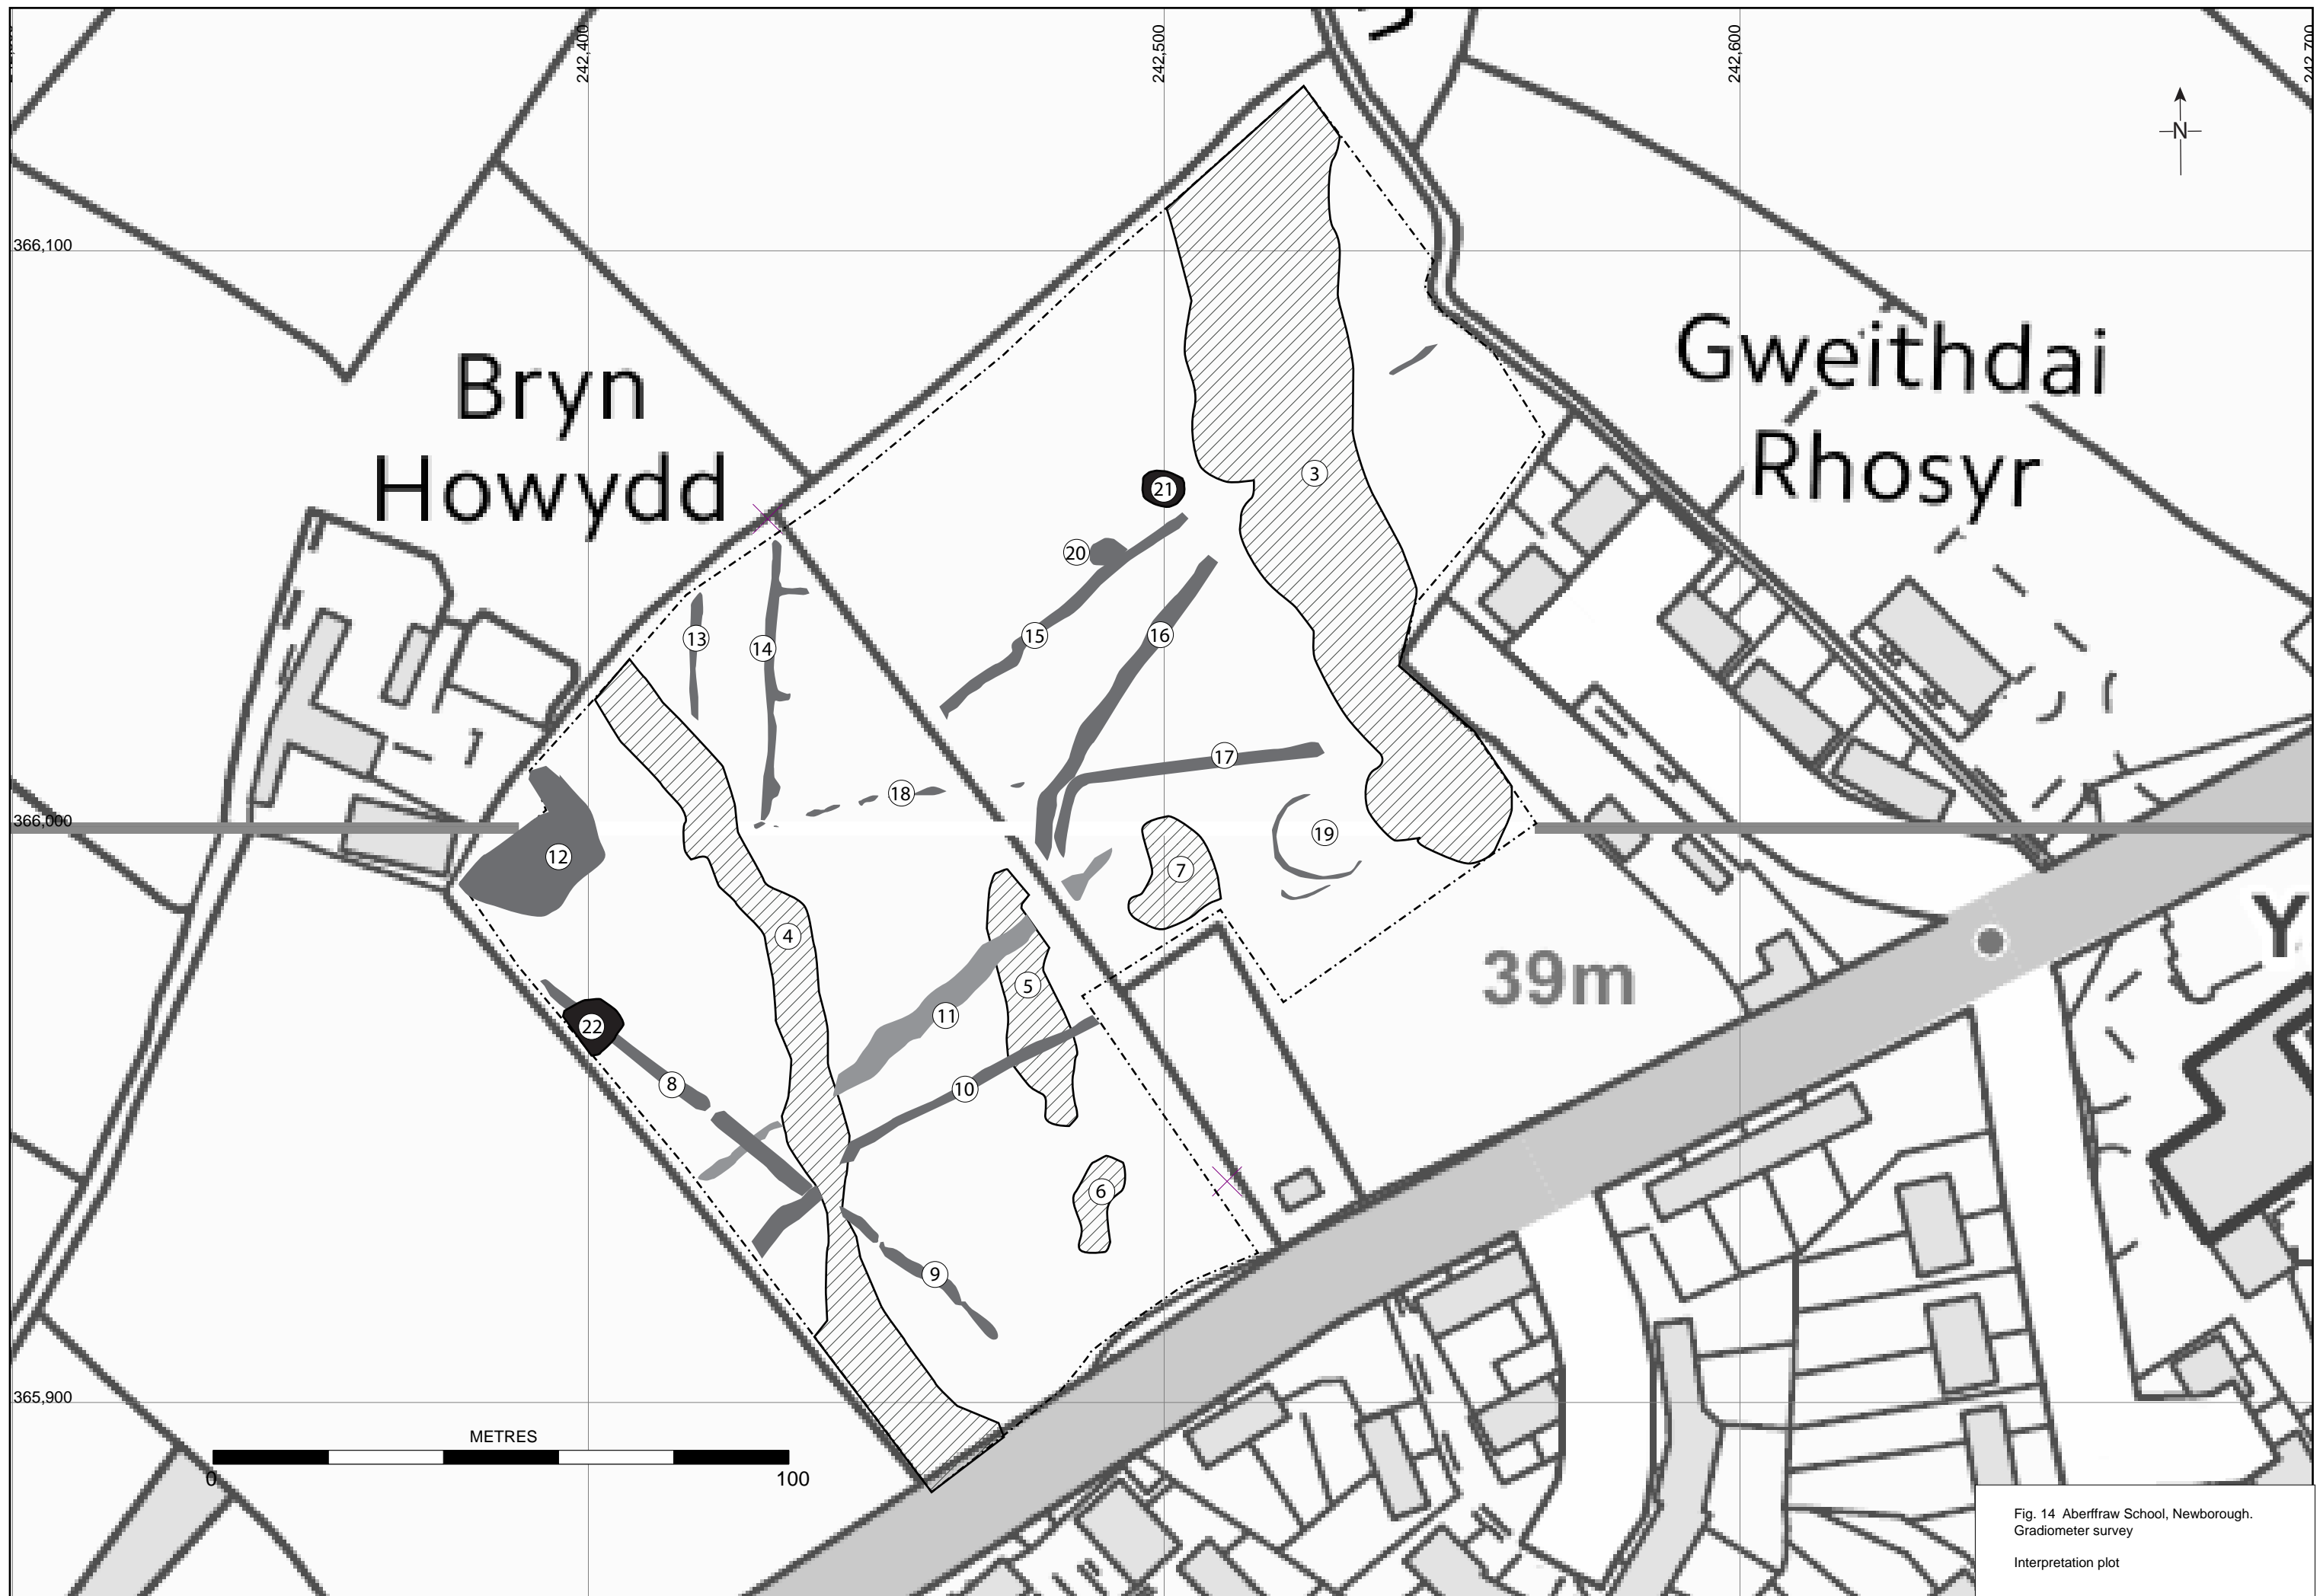 242,400
242,500
242,600
242,700
N
366,100
Bryn
Howydd
Gweithdai
Rhosyr
3
21
20
15
16
13
14
17
18
366,000
19
12
7
4
5
11
22
8
10
6
9
39m
Y
365,900
METRES
0 100
Fig. 14 Aberffraw School, Newborough.
Gradiometer survey
Interpretation plot